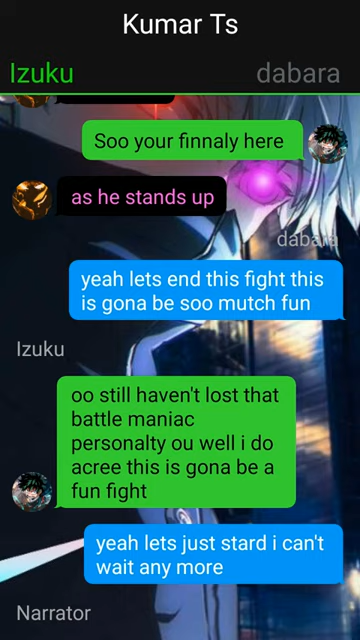 Kumar Ts
Izuku
dabara
Soo your finnaly here
as he stands up
dabara
yeah lets end this fight this
is gona be soo mutch fun
Izuku
oo still haven't lost that
battle maniac
personalty ou well i do
acree this is gona be a
fun fight
yeah lets just stard i can't
wait any more
Narrator